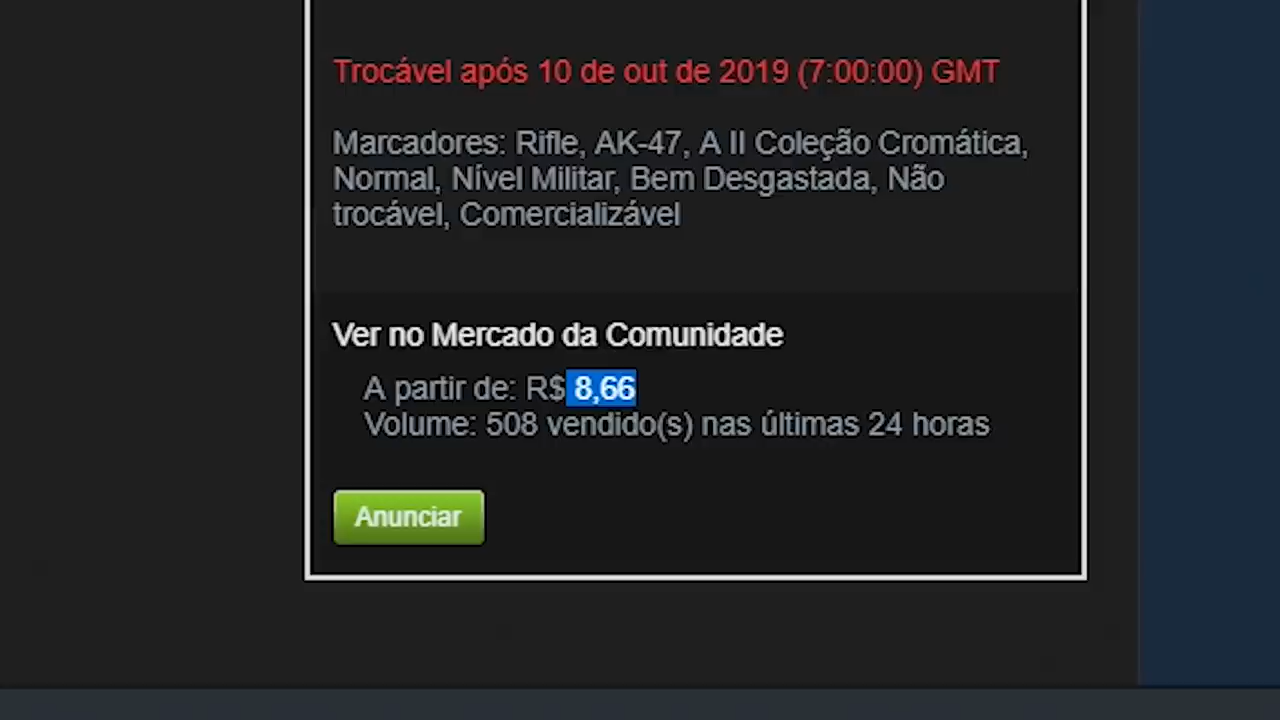 Trocável após 10 de out de 2019 (7:00:00) GMT
Marcadores: Rifle, AK-47, A II Coleção Cromática,
Normal, Nível Militar, Bem Desgastada, Não
trocável, Comercializável
Ver no Mercado da Comunidade
A partir de: R$ 8,66
Volume: 508 vendido(s) nas últimas 24 horas
Anunciar